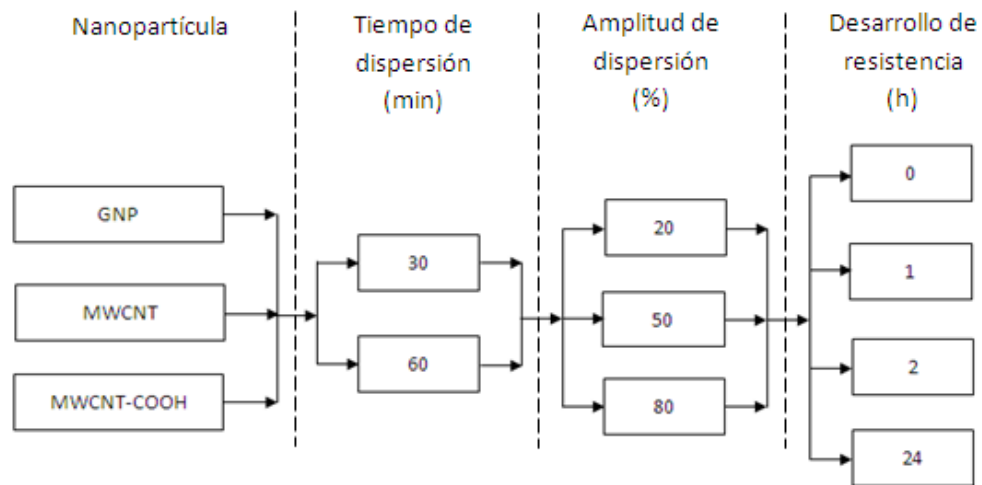 Nanopartícula
Tiempo de
dispersión
(min)
Amplitud de
dispersión
(%)
Desarrollo de
resistencia
(h)
GNP
MWCNT
MWCNT-COOH
30
60
20
50
80
0
1
2
24